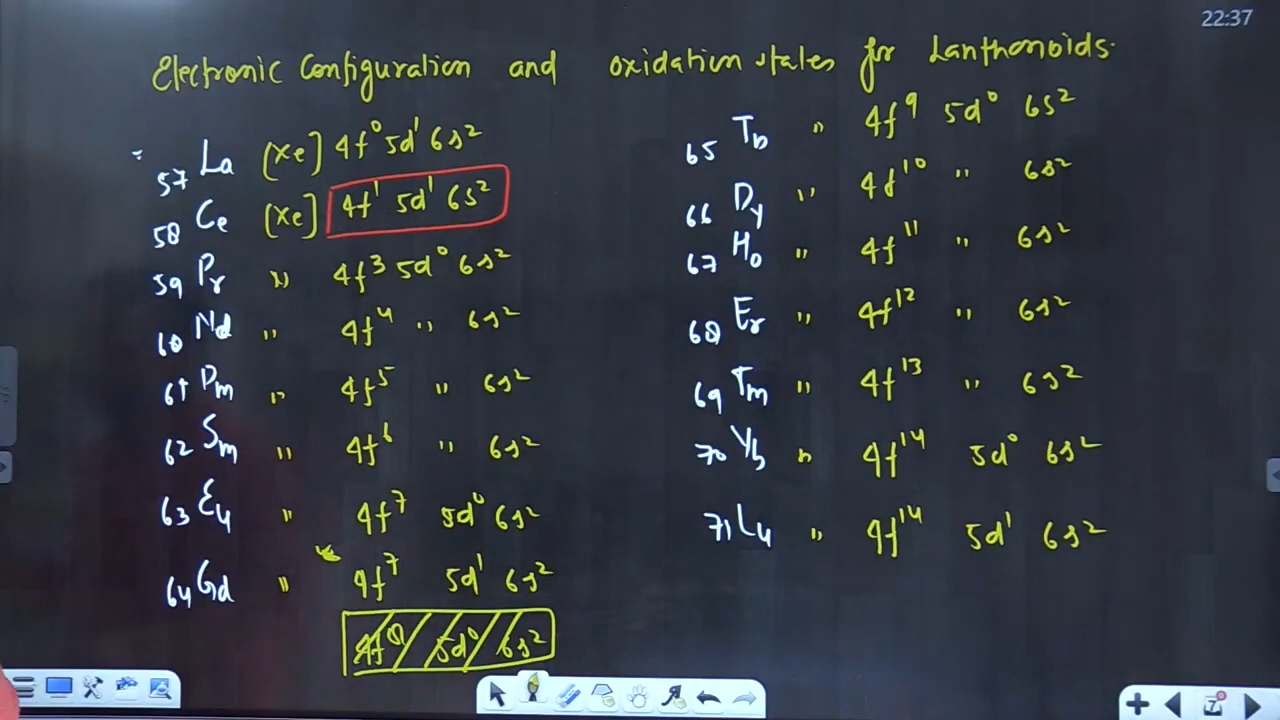 22:37
Electronic Configuration and oxidation states for Lanthanoids.
57 La [Xe] 4f⁰ 5d¹ 6s²
58 Ce [Xe] 4f¹ 5d¹ 6s²
59 Pr " 4f³ 5d⁰ 6s²
60 Nd " 4f⁴ " 6s²
61 Pm " 4f⁵ " 6s²
62 Sm " 4f⁶ " 6s²
63 Eu " 4f⁷ 5d⁰ 6s²
64 Gd " 4f⁷ 5d¹ 6s²
4f⁸ 5d⁰ 6s²
65 Tb " 4f⁹ 5d⁰ 6s²
66 Dy " 4f¹⁰ " 6s²
67 Ho " 4f¹¹ " 6s²
68 Er " 4f¹² " 6s²
69 Tm " 4f¹³ " 6s²
70 Yb " 4f¹⁴ 5d⁰ 6s²
71 Lu " 4f¹⁴ 5d¹ 6s²
7